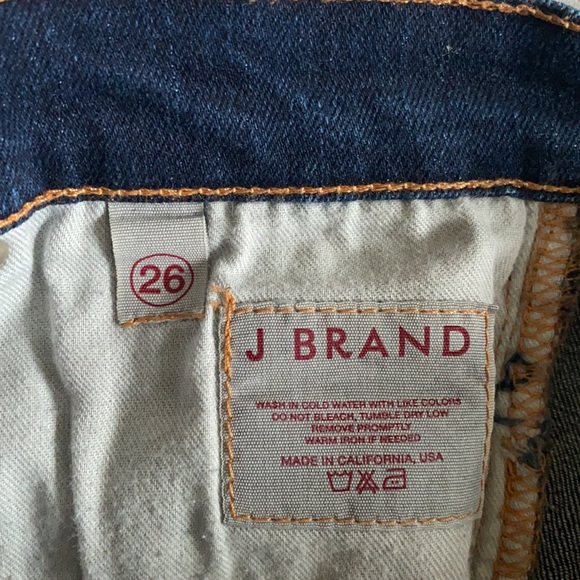 26
J BRAND
WASH IN COLD WATER WITH LIKE COLORS
DO NOT BLEACH, TUMBLE DRY LOW
REMOVE PROMPTLY
WARM IRON IF NEEDED
MADE IN CALIFORNIA, USA